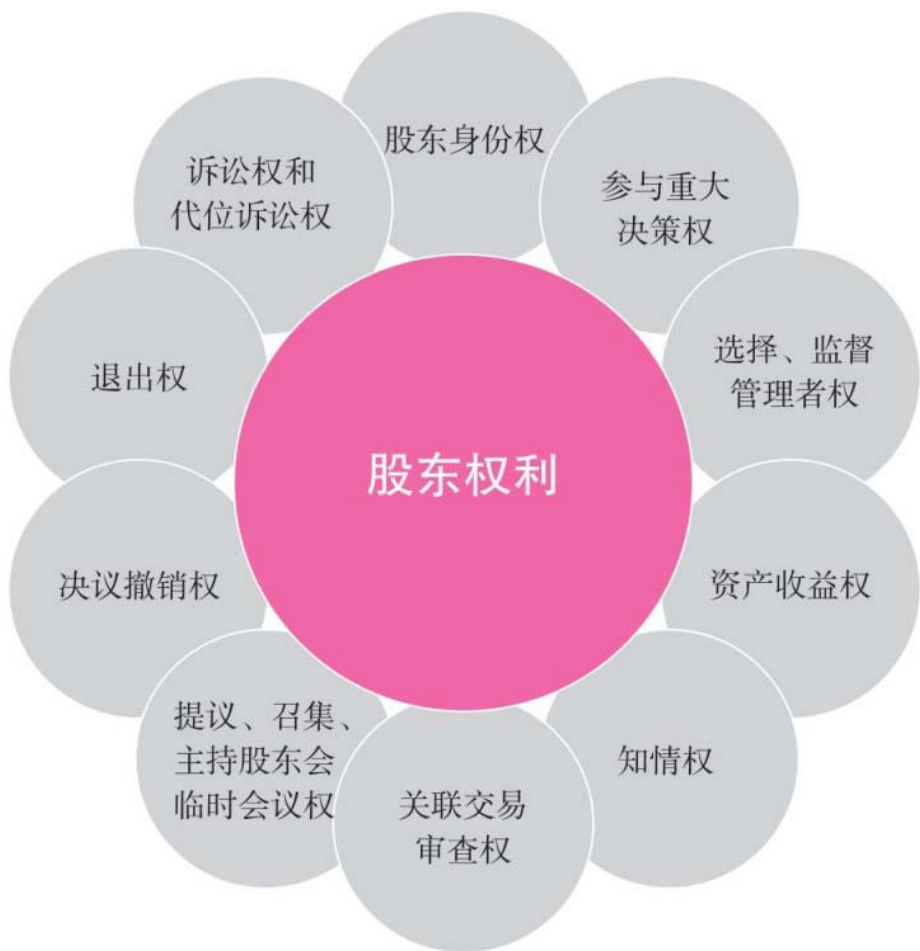 股东权利
股东身份权
参与重大
决策权
选择、监督
管理者权
资产收益权
知情权
关联交易
审查权
提议、召集、
主持股东会
临时会议权
决议撤销权
退出权
诉讼权和
代位诉讼权